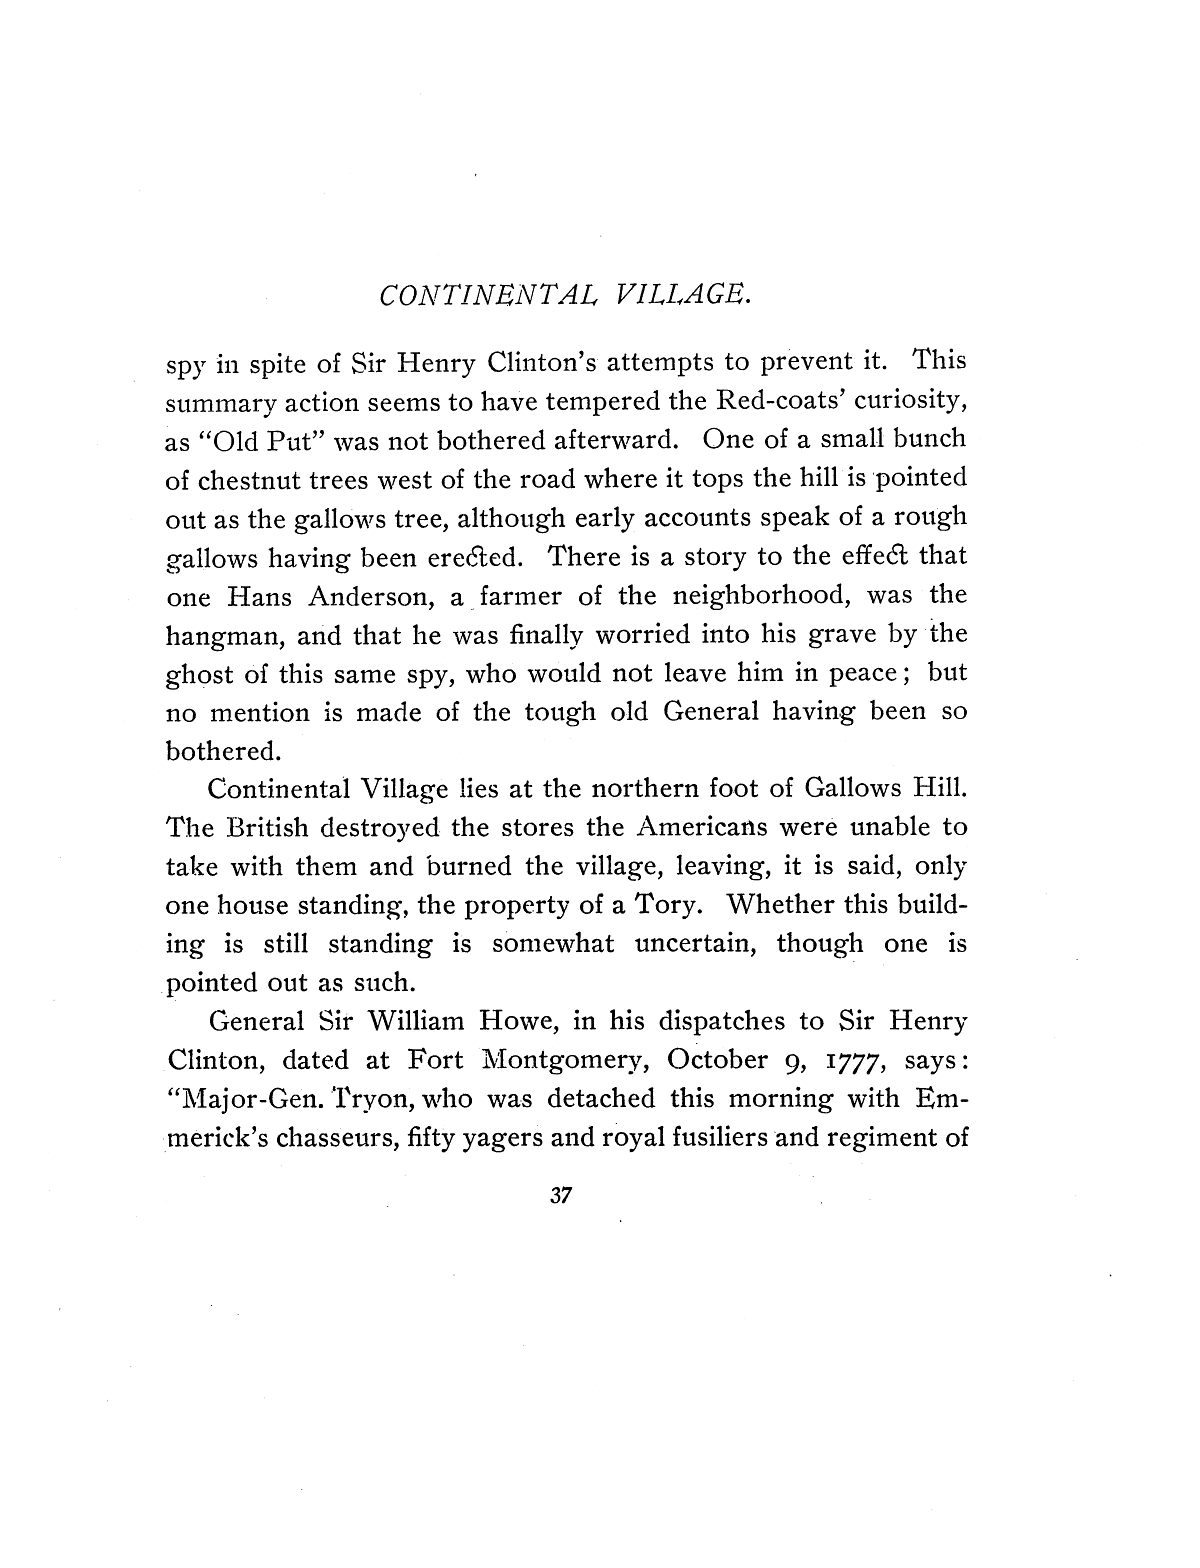 CONTINENTAL VILLAGE.
spy in spite of Sir Henry Clinton's attempts to prevent it. This
summary action seems to have tempered the Red-coats' curiosity,
as “Old Put” was not bothered afterward. One of a small bunch
of chestnut trees west of the road where it tops the hill is pointed
out as the gallows tree, although early accounts speak of a rough
gallows having been erected. There is a story to the effect that
one Hans Anderson, a farmer of the neighborhood, was the
hangman, and that he was finally worried into his grave by the
ghost of this same spy, who would not leave him in peace; but
no mention is made of the tough old General having been so
bothered.
Continental Village lies at the northern foot of Gallows Hill.
The British destroyed the stores the Americans were unable to
take with them and burned the village, leaving, it is said, only
one house standing, the property of a Tory. Whether this build-
ing is still standing is somewhat uncertain, though one is
pointed out as such.
General Sir William Howe, in his dispatches to Sir Henry
Clinton, dated at Fort Montgomery, October 9, 1777, says:
“Major-Gen. Tryon, who was detached this morning with Em-
merick's chasseurs, fifty yagers and royal fusiliers and regiment of
37